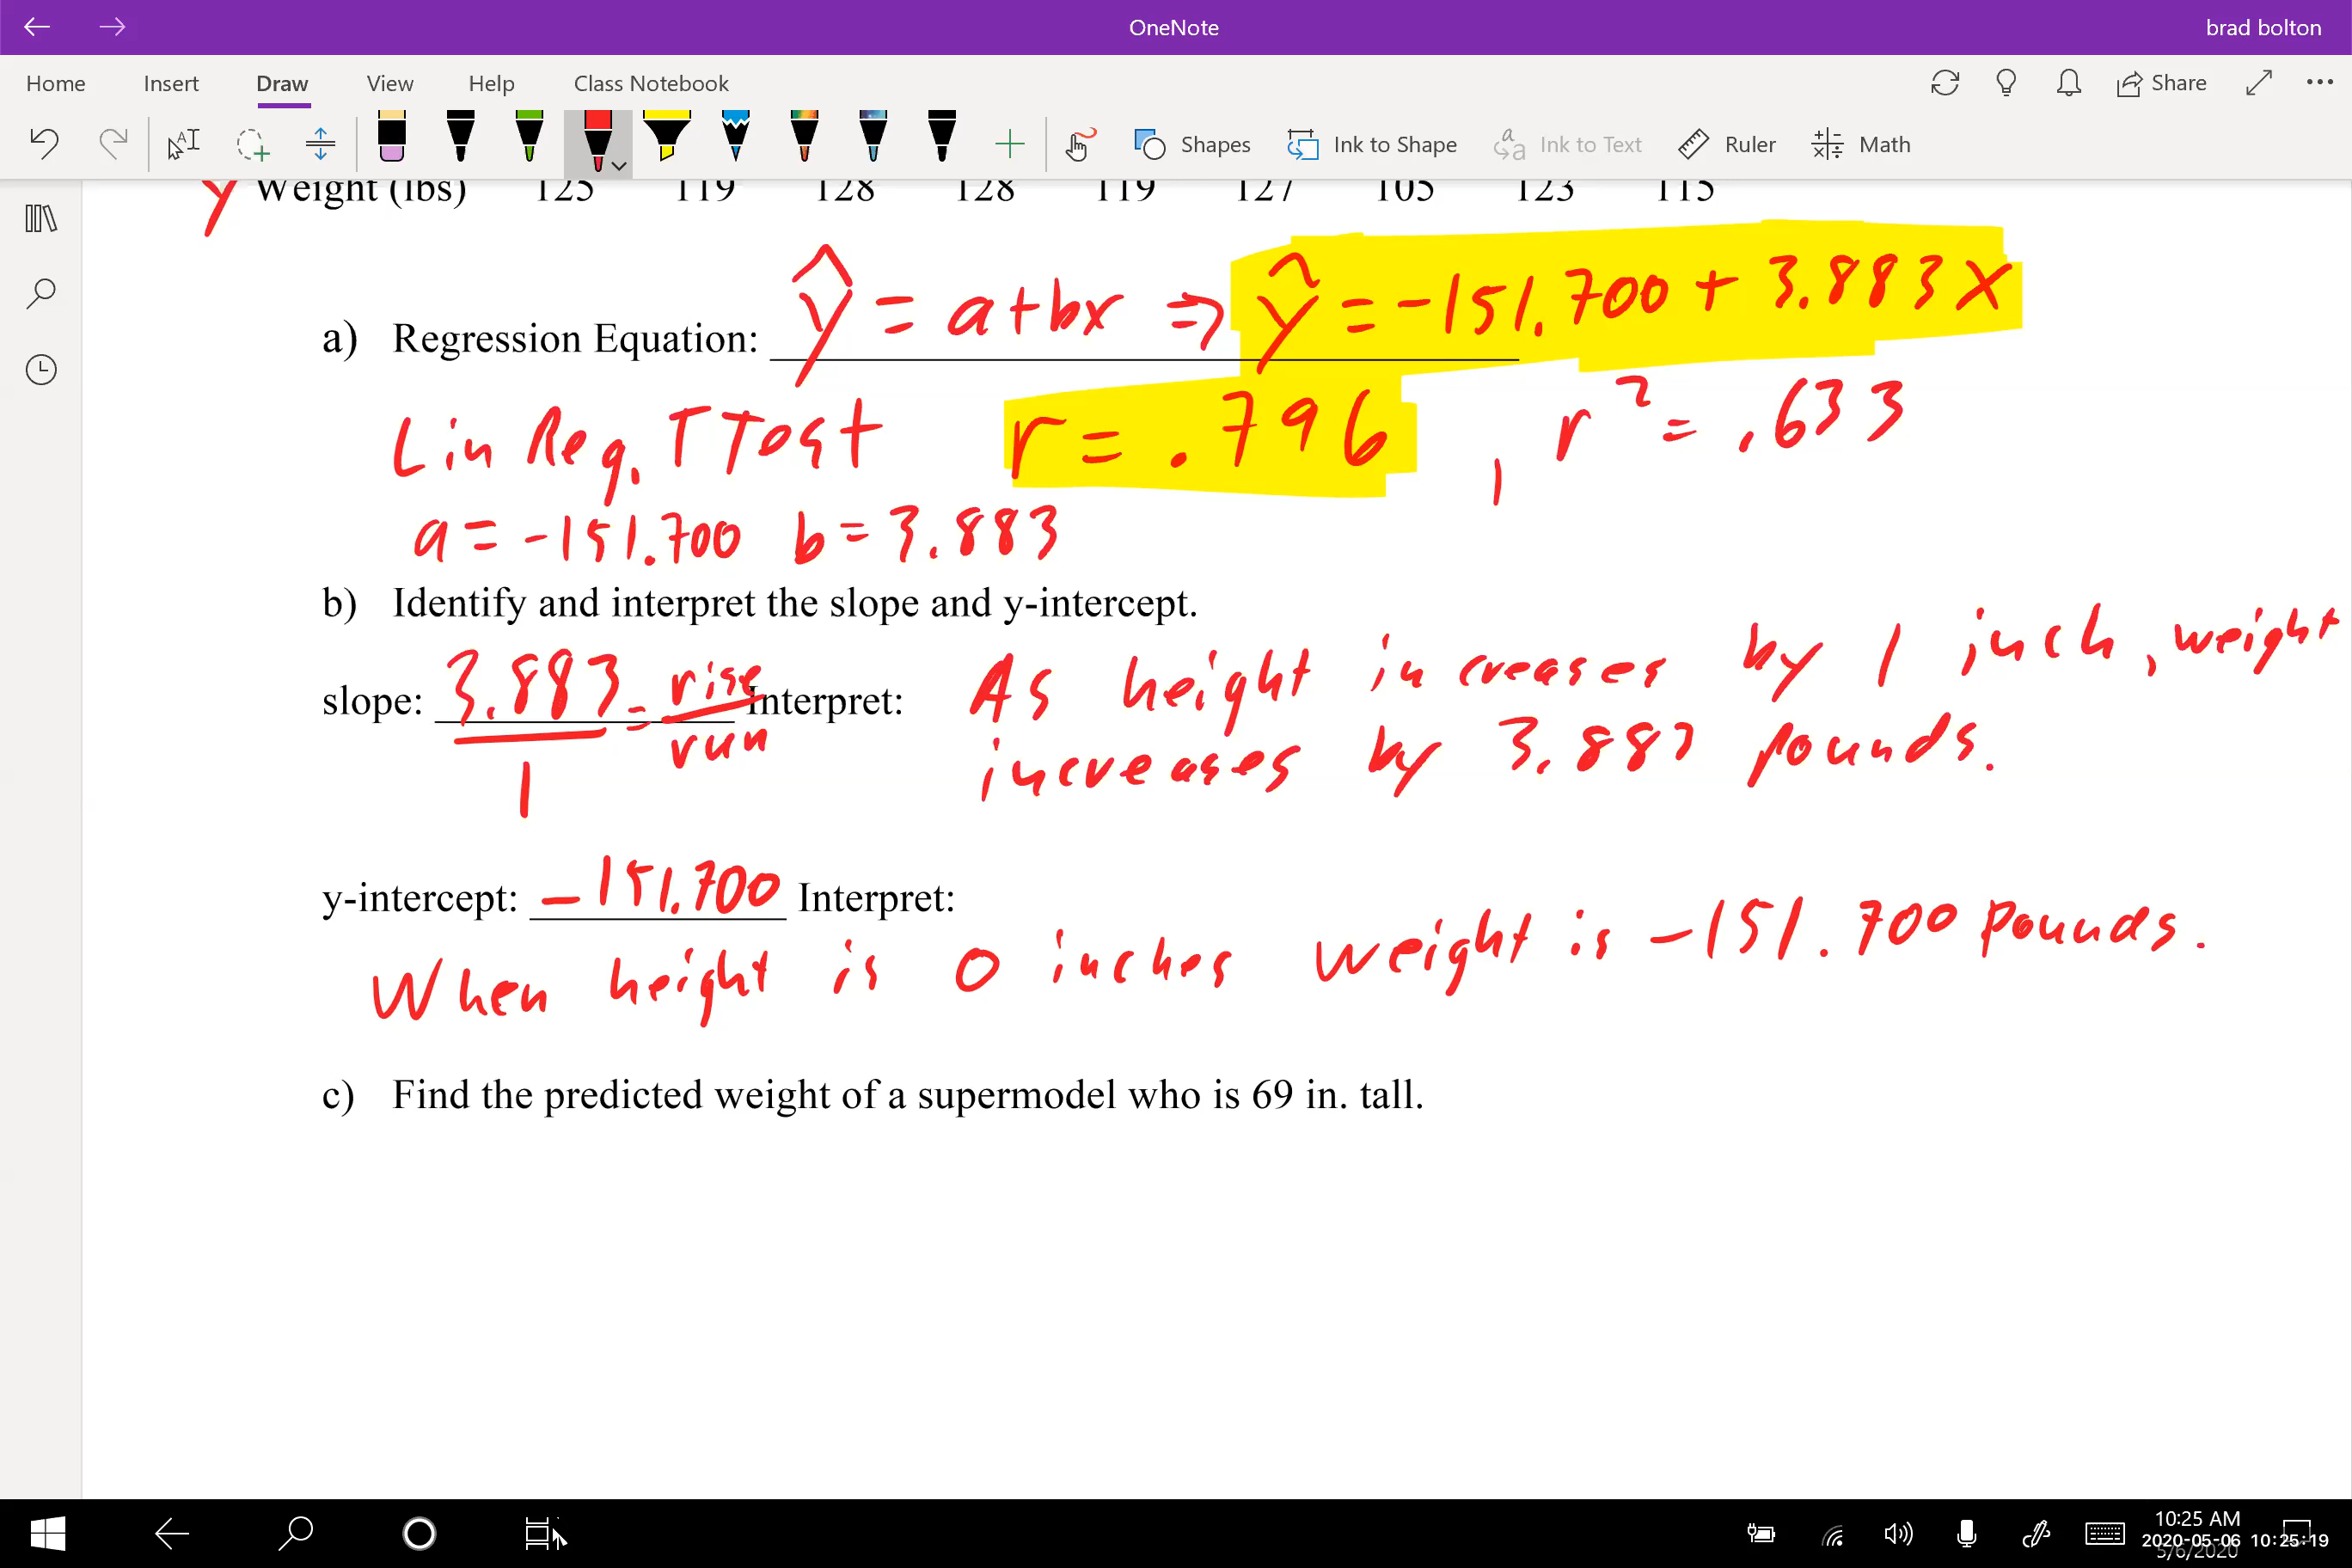 OneNote
brad bolton
Home Insert Draw View Help Class Notebook Share
Shapes Ink to Shape Ink to Text Ruler Math
y Weight (lbs) 125 119 128 128 119 127 105 123 115
a) Regression Equation: ŷ = a+bx ⇒ ŷ = -151.700 + 3.883x
Lin Reg. T Test r = .796 , r² = .633
a = -151.700 b = 3.883
b) Identify and interpret the slope and y-intercept.
slope: 3.883/1 = rise/run Interpret: As height increases by 1 inch, weight
increases by 3.883 pounds.
y-intercept: -151.700 Interpret:
When height is 0 inches weight is -151.700 pounds.
c) Find the predicted weight of a supermodel who is 69 in. tall.
10:25 AM
2020-05-06 10:25:19
5/6/2020